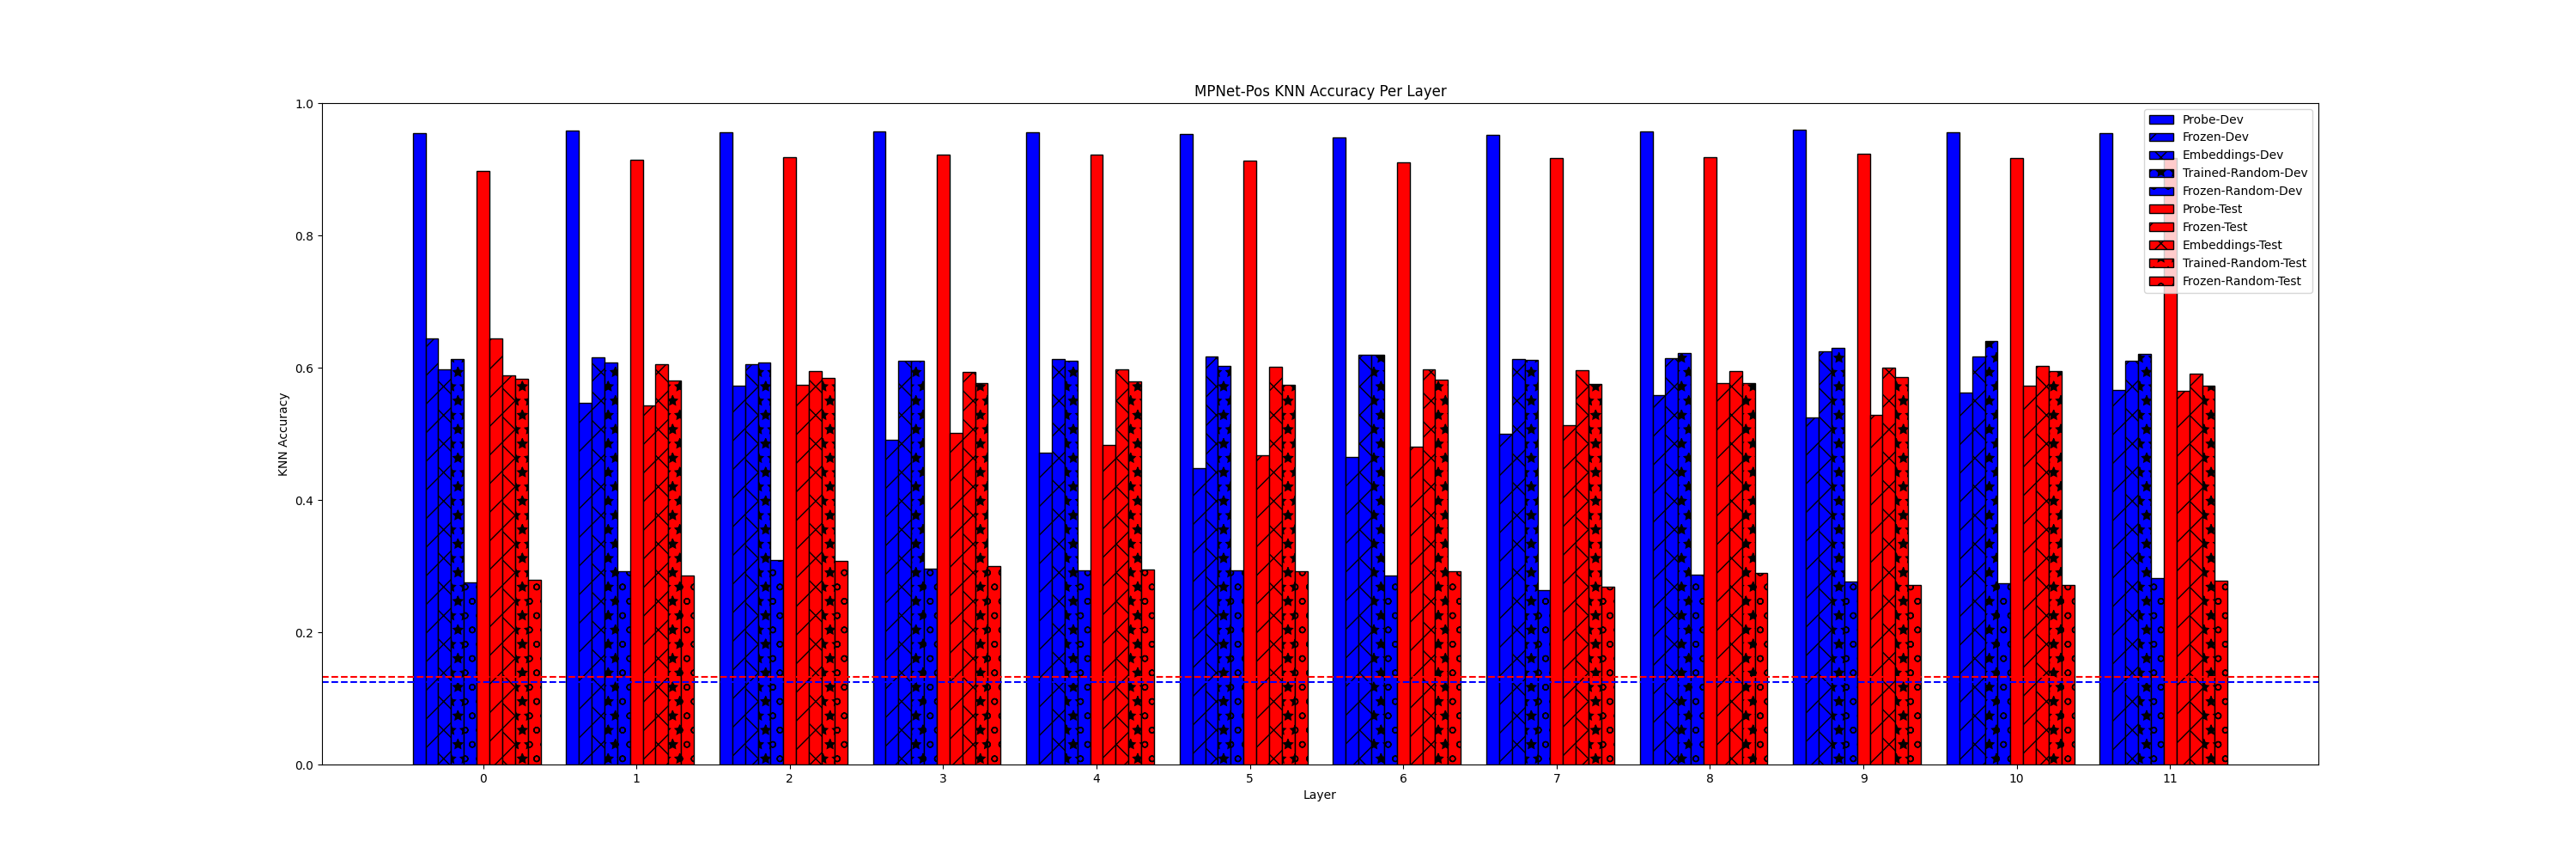 MPNet-Pos KNN Accuracy Per Layer
1.0
0.8
0.6
0.4
0.2
0.0
KNN Accuracy
Probe-Dev
Frozen-Dev
Embeddings-Dev
Trained-Random-Dev
Frozen-Random-Dev
Probe-Test
Frozen-Test
Embeddings-Test
Trained-Random-Test
Frozen-Random-Test
0 1 2 3 4 5 6 7 8 9 10 11
Layer